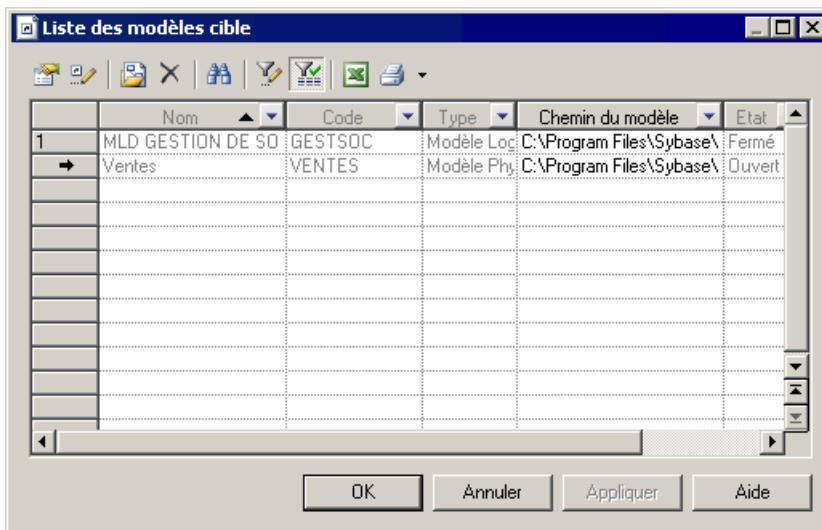 Liste des modèles cible
Nom Code Type Chemin du modèle Etat
1 MLD GESTION DE SO GESTSOC Modèle Log C:\Program Files\Sybase\ Fermé
Ventes VENTES Modèle Phy C:\Program Files\Sybase\ Ouvert
OK Annuler Appliquer Aide